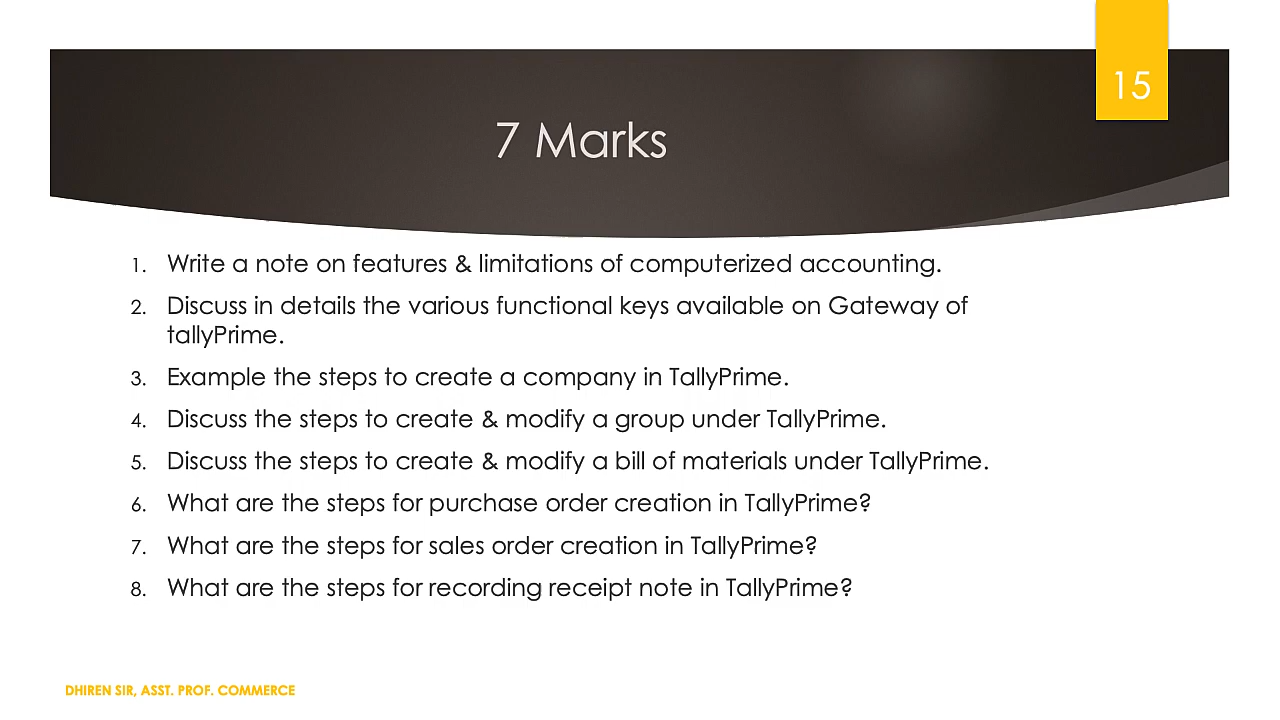 15
7 Marks
1. Write a note on features & limitations of computerized accounting.
2. Discuss in details the various functional keys available on Gateway of
tallyPrime.
3. Example the steps to create a company in TallyPrime.
4. Discuss the steps to create & modify a group under TallyPrime.
5. Discuss the steps to create & modify a bill of materials under TallyPrime.
6. What are the steps for purchase order creation in TallyPrime?
7. What are the steps for sales order creation in TallyPrime?
8. What are the steps for recording receipt note in TallyPrime?
DHIREN SIR, ASST. PROF. COMMERCE